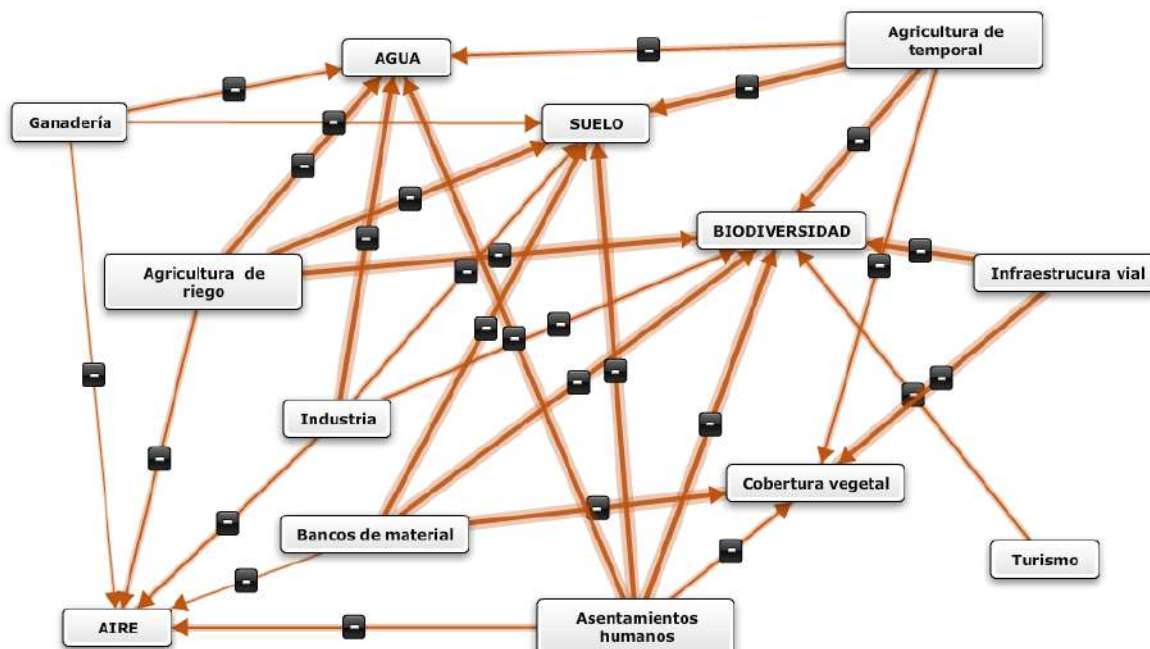 Agricultura de
temporal
AGUA
Ganadería
SUELO
BIODIVERSIDAD
Agricultura de
riego
Infraestrucura vial
Industria
Cobertura vegetal
Bancos de material
Turismo
AIRE
Asentamientos
humanos